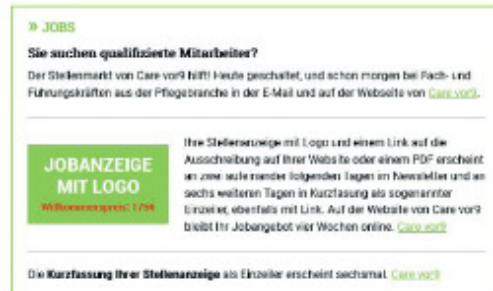 » JOBS
Sie suchen qualifizierte Mitarbeiter?
Der Stellenmarkt von Care vor9 hilft! Heute geschaltet, und schon morgen bei Fach- und
Führungskräften aus der Pflegebranche in der E-Mail und auf der Webseite von Care vor9.
JOBANZEIGE
MIT LOGO
Willkommenspreis: 175€
Ihre Stellenanzeige mit Logo und einem Link auf die
Ausschreibung auf Ihrer Website oder einem PDF erscheint
an zwei aufeinander folgenden Tagen im Newsletter und an
sechs weiteren Tagen in Kurzfassung als sogenannter
Einzeiler, ebenfalls mit Link. Auf der Website von Care vor9
bleibt Ihr Jobangebot vier Wochen online. Care vor9
Die Kurzfassung Ihrer Stellenanzeige als Einzeiler erscheint sechsmal. Care vor9